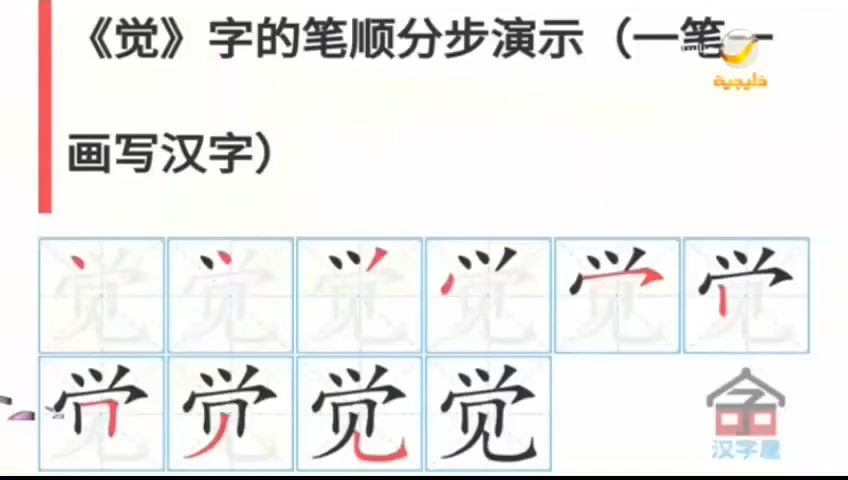 《觉》字的笔顺分步演示（一笔一
خليجية
画写汉字）
觉 觉 觉 觉 觉 觉
觉 觉 觉 觉
汉字屋